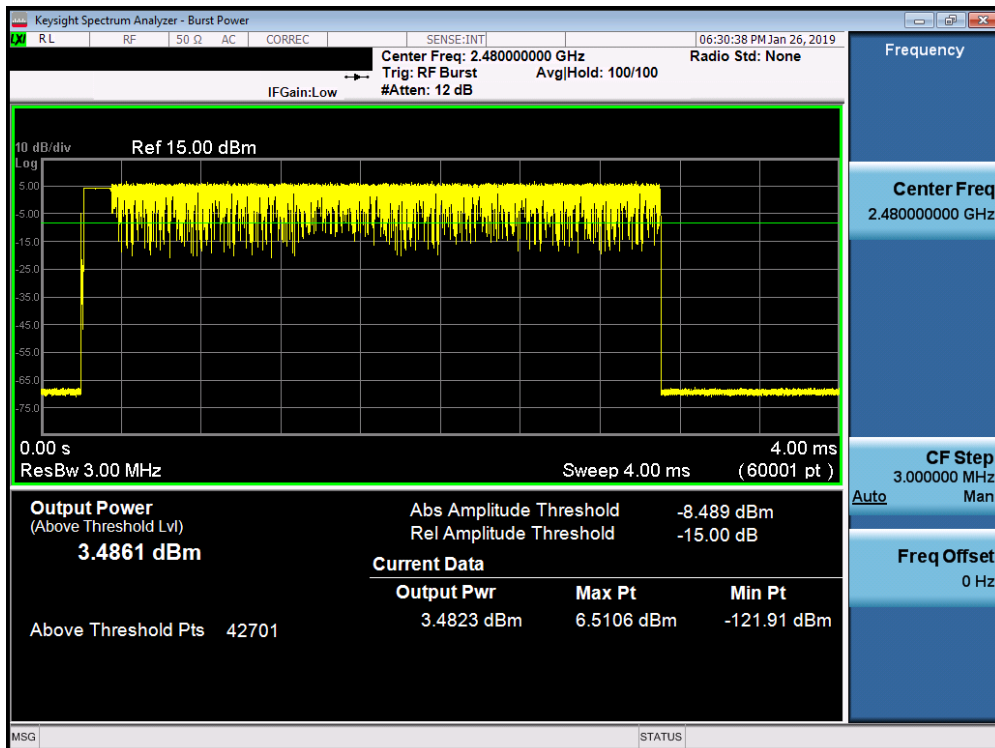 Keysight Spectrum Analyzer - Burst Power
LXI RL RF 50 Ω AC CORREC SENSE:INT 06:30:38 PM Jan 26, 2019
Center Freq: 2.480000000 GHz Radio Std: None
Trig: RF Burst Avg|Hold: 100/100
IFGain:Low #Atten: 12 dB
Frequency
10 dB/div Ref 15.00 dBm
Log
5.00
-5.00
-15.0
-25.0
-35.0
-45.0
-55.0
-65.0
-75.0
0.00 s 4.00 ms
ResBw 3.00 MHz Sweep 4.00 ms (60001 pt )
Center Freq
2.480000000 GHz
CF Step
3.000000 MHz
Auto Man
Freq Offset
0 Hz
Output Power
(Above Threshold Lvl)
3.4861 dBm
Above Threshold Pts 42701
Abs Amplitude Threshold -8.489 dBm
Rel Amplitude Threshold -15.00 dB
Current Data
Output Pwr Max Pt Min Pt
3.4823 dBm 6.5106 dBm -121.91 dBm
MSG STATUS